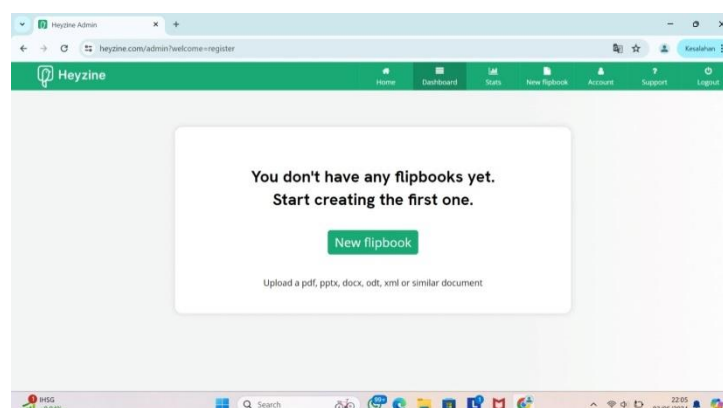 Heyzine Admin
heyzine.com/admin?welcome=register
Kesalahan
Heyzine
Home
Dashboard
Stats
New flipbook
Account
Support
Logout
You don't have any flipbooks yet.
Start creating the first one.
New flipbook
Upload a pdf, pptx, docx, odt, xml or similar document
IHSG
Search
99+
22:05